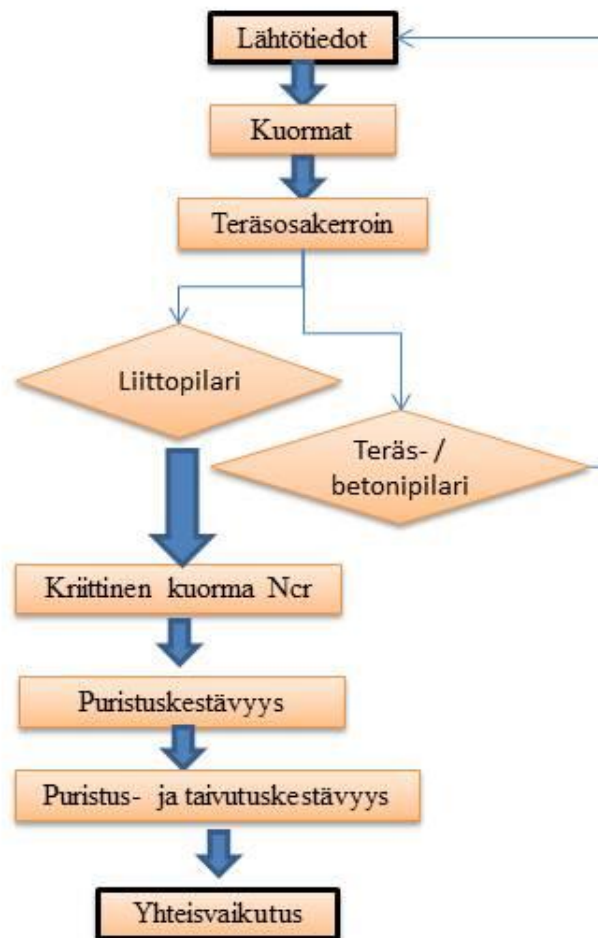 Lähtötiedot
Kuormat
Teräsosakerroin
Liittopilari
Teräs- /
betonipilari
Kriittinen kuorma Ncr
Puristuskestävyys
Puristus- ja taivutuskestävyys
Yhteisvaikutus